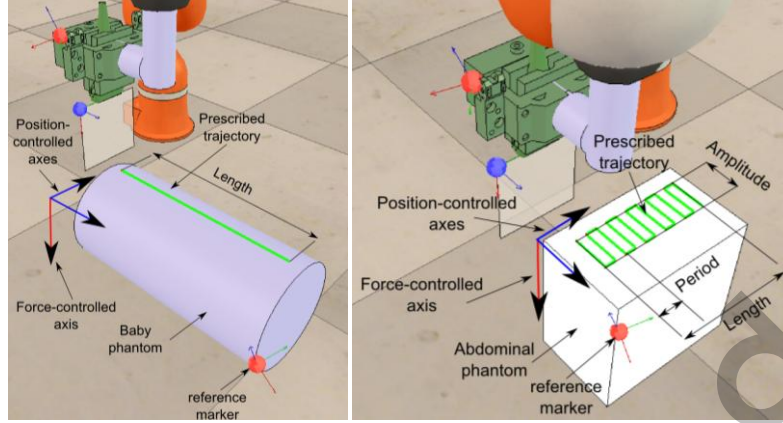 Position-
controlled
axes
Prescribed
trajectory
Length
Force-controlled
axis
Baby
phantom
reference
marker
Prescribed
trajectory
Amplitude
Position-controlled
axes
Force-controlled
axis
Period
Length
Abdominal
phantom
reference
marker